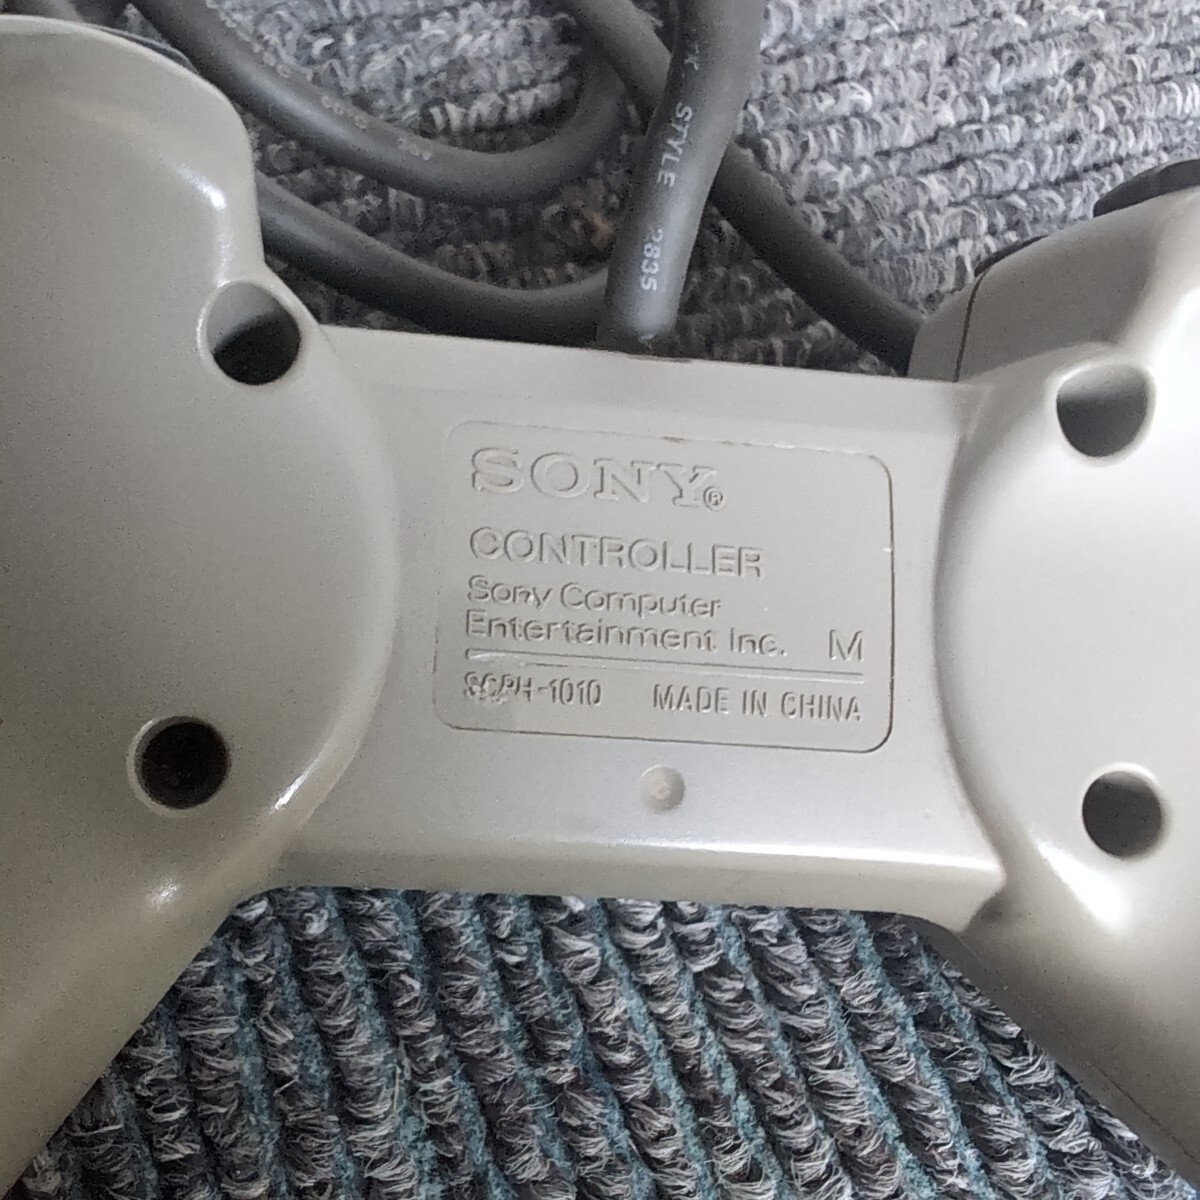 STYLE 2835
SONY®
CONTROLLER
Sony Computer
Entertainment Inc. M
SCPH-1010 MADE IN CHINA